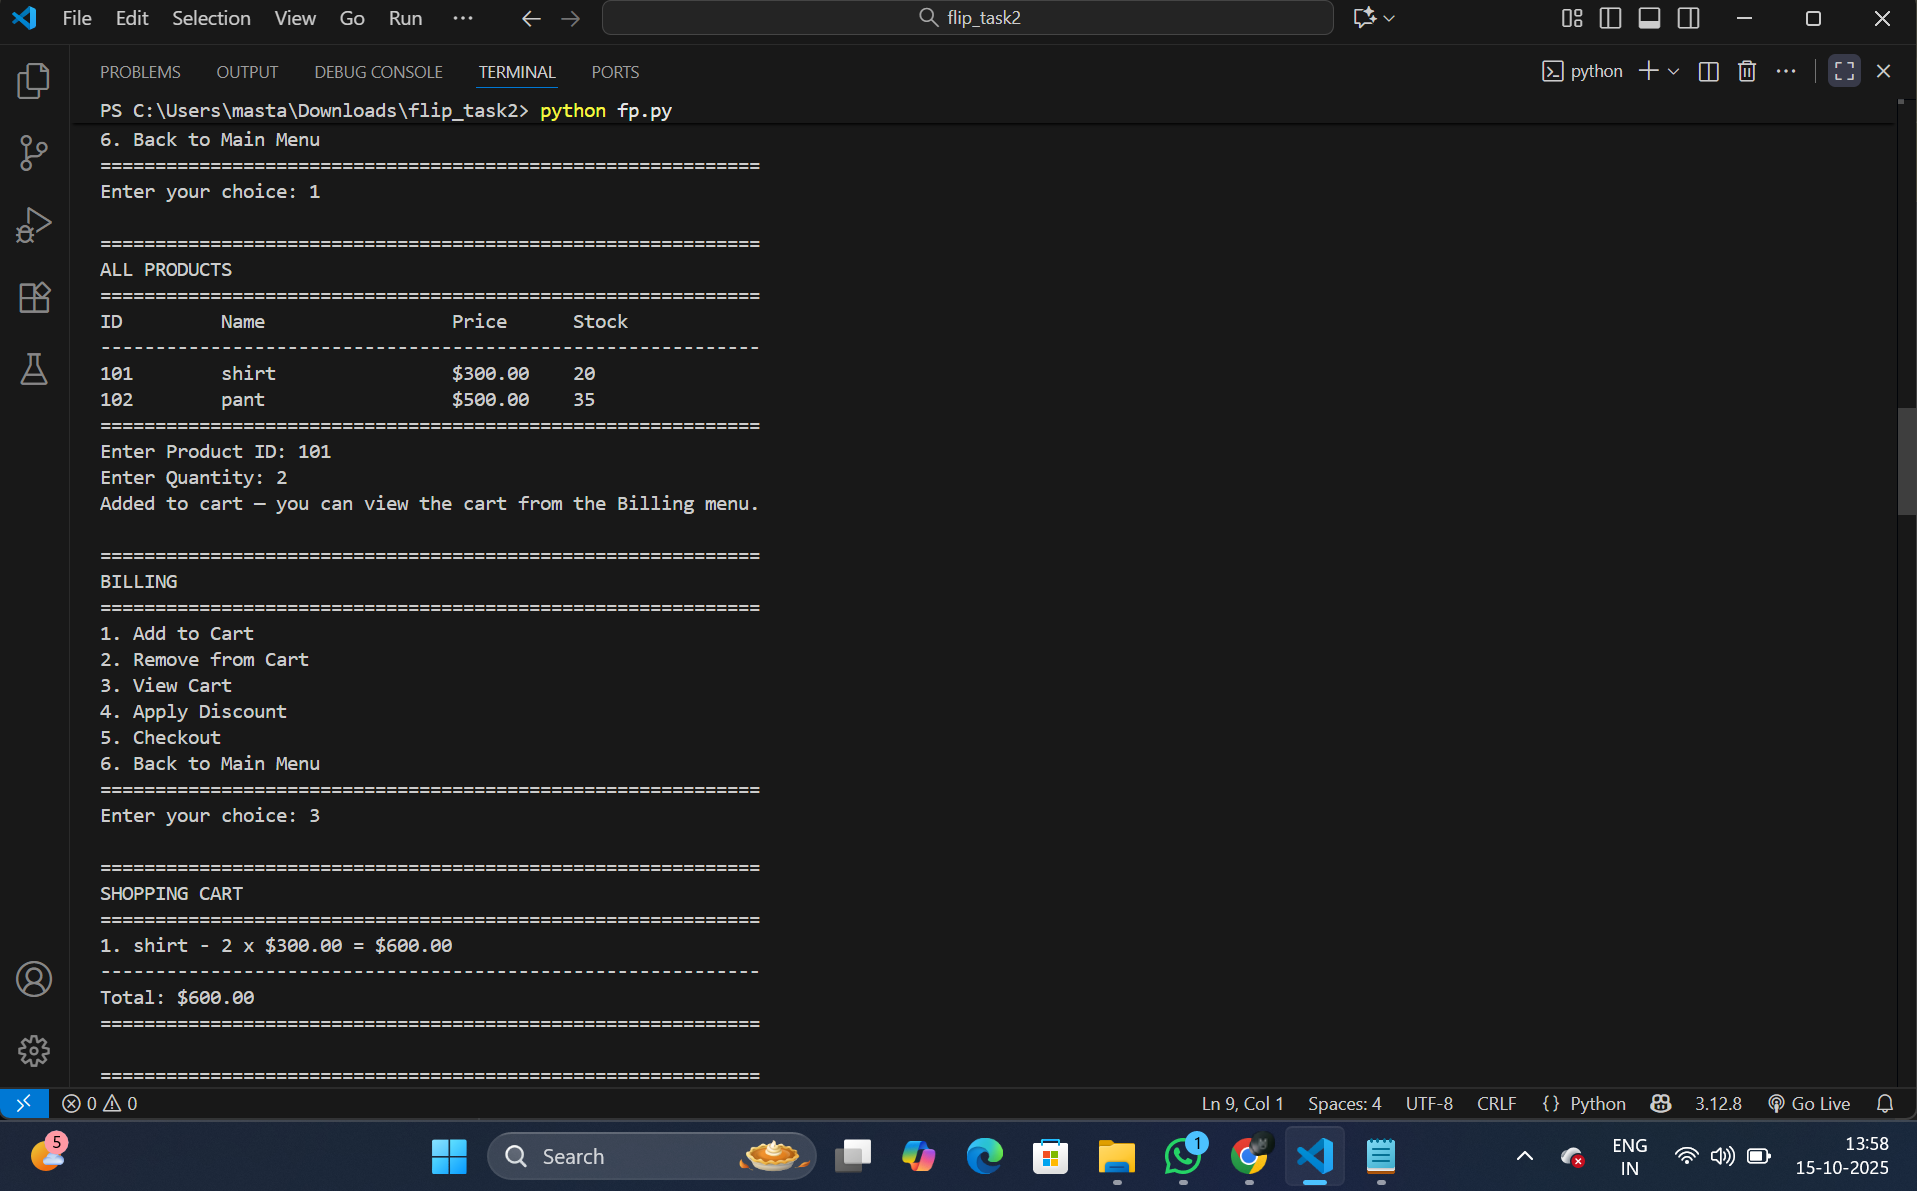 File Edit Selection View Go Run ··· flip_task2
PROBLEMS OUTPUT DEBUG CONSOLE TERMINAL PORTS python
PS C:\Users\masta\Downloads\flip_task2> python fp.py
6. Back to Main Menu
============================================================
Enter your choice: 1
============================================================
ALL PRODUCTS
============================================================
ID Name Price Stock
------------------------------------------------------------
101 shirt $300.00 20
102 pant $500.00 35
============================================================
Enter Product ID: 101
Enter Quantity: 2
Added to cart — you can view the cart from the Billing menu.
============================================================
BILLING
============================================================
1. Add to Cart
2. Remove from Cart
3. View Cart
4. Apply Discount
5. Checkout
6. Back to Main Menu
============================================================
Enter your choice: 3
============================================================
SHOPPING CART
============================================================
1. shirt - 2 x $300.00 = $600.00
------------------------------------------------------------
Total: $600.00
============================================================
============================================================
0 0 Ln 9, Col 1 Spaces: 4 UTF-8 CRLF {} Python 3.12.8 Go Live
5 Search 1 ENG 13:58
IN 15-10-2025